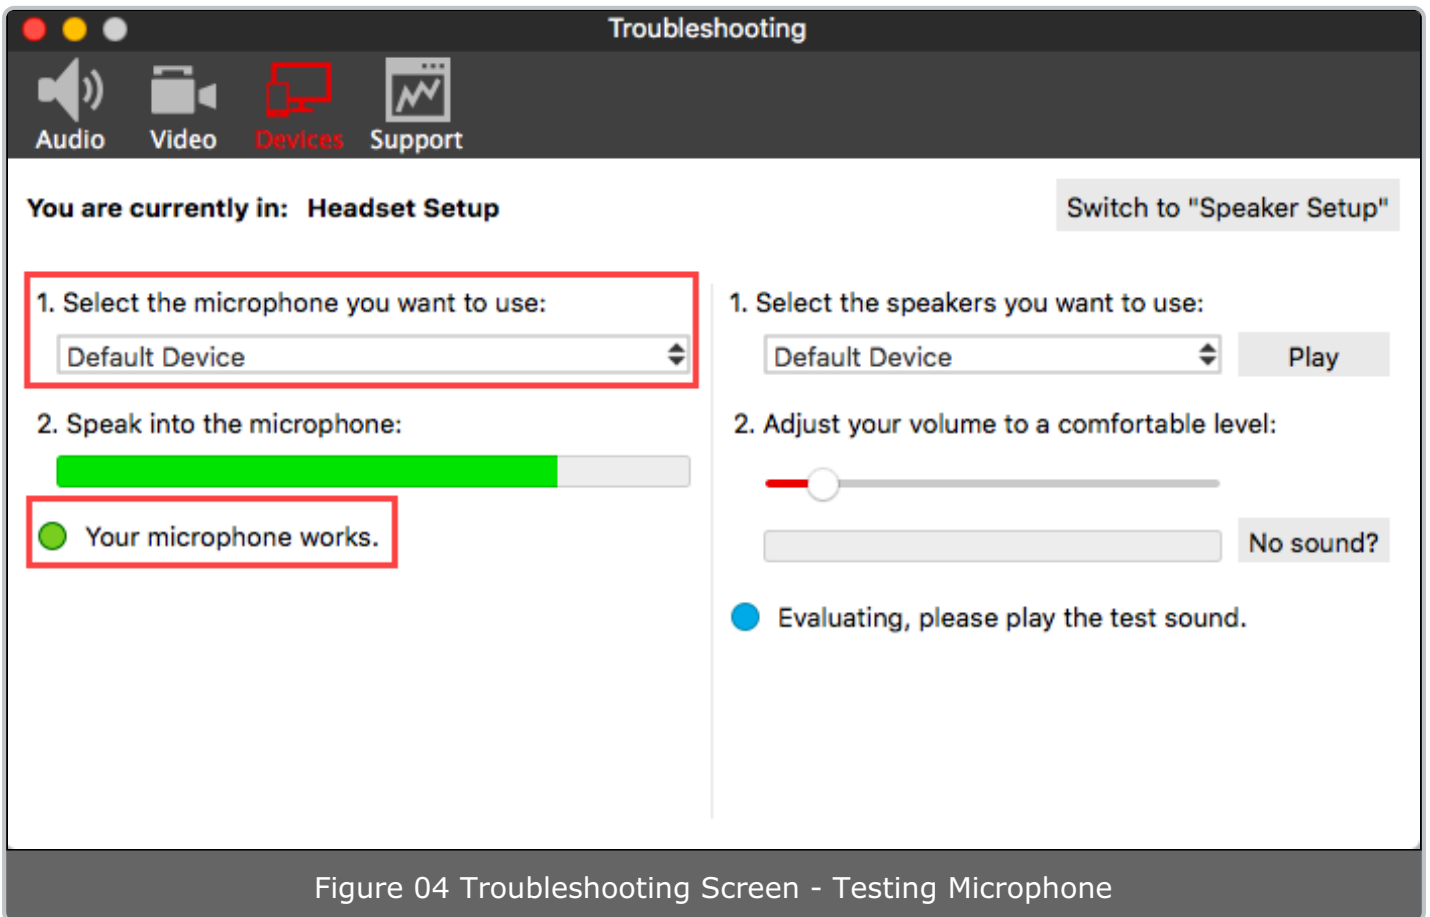 Troubleshooting
Audio Video Devices Support
You are currently in: Headset Setup
Switch to "Speaker Setup"
1. Select the microphone you want to use:
Default Device
2. Speak into the microphone:
Your microphone works.
1. Select the speakers you want to use:
Default Device
Play
2. Adjust your volume to a comfortable level:
No sound?
Evaluating, please play the test sound.
Figure 04 Troubleshooting Screen - Testing Microphone